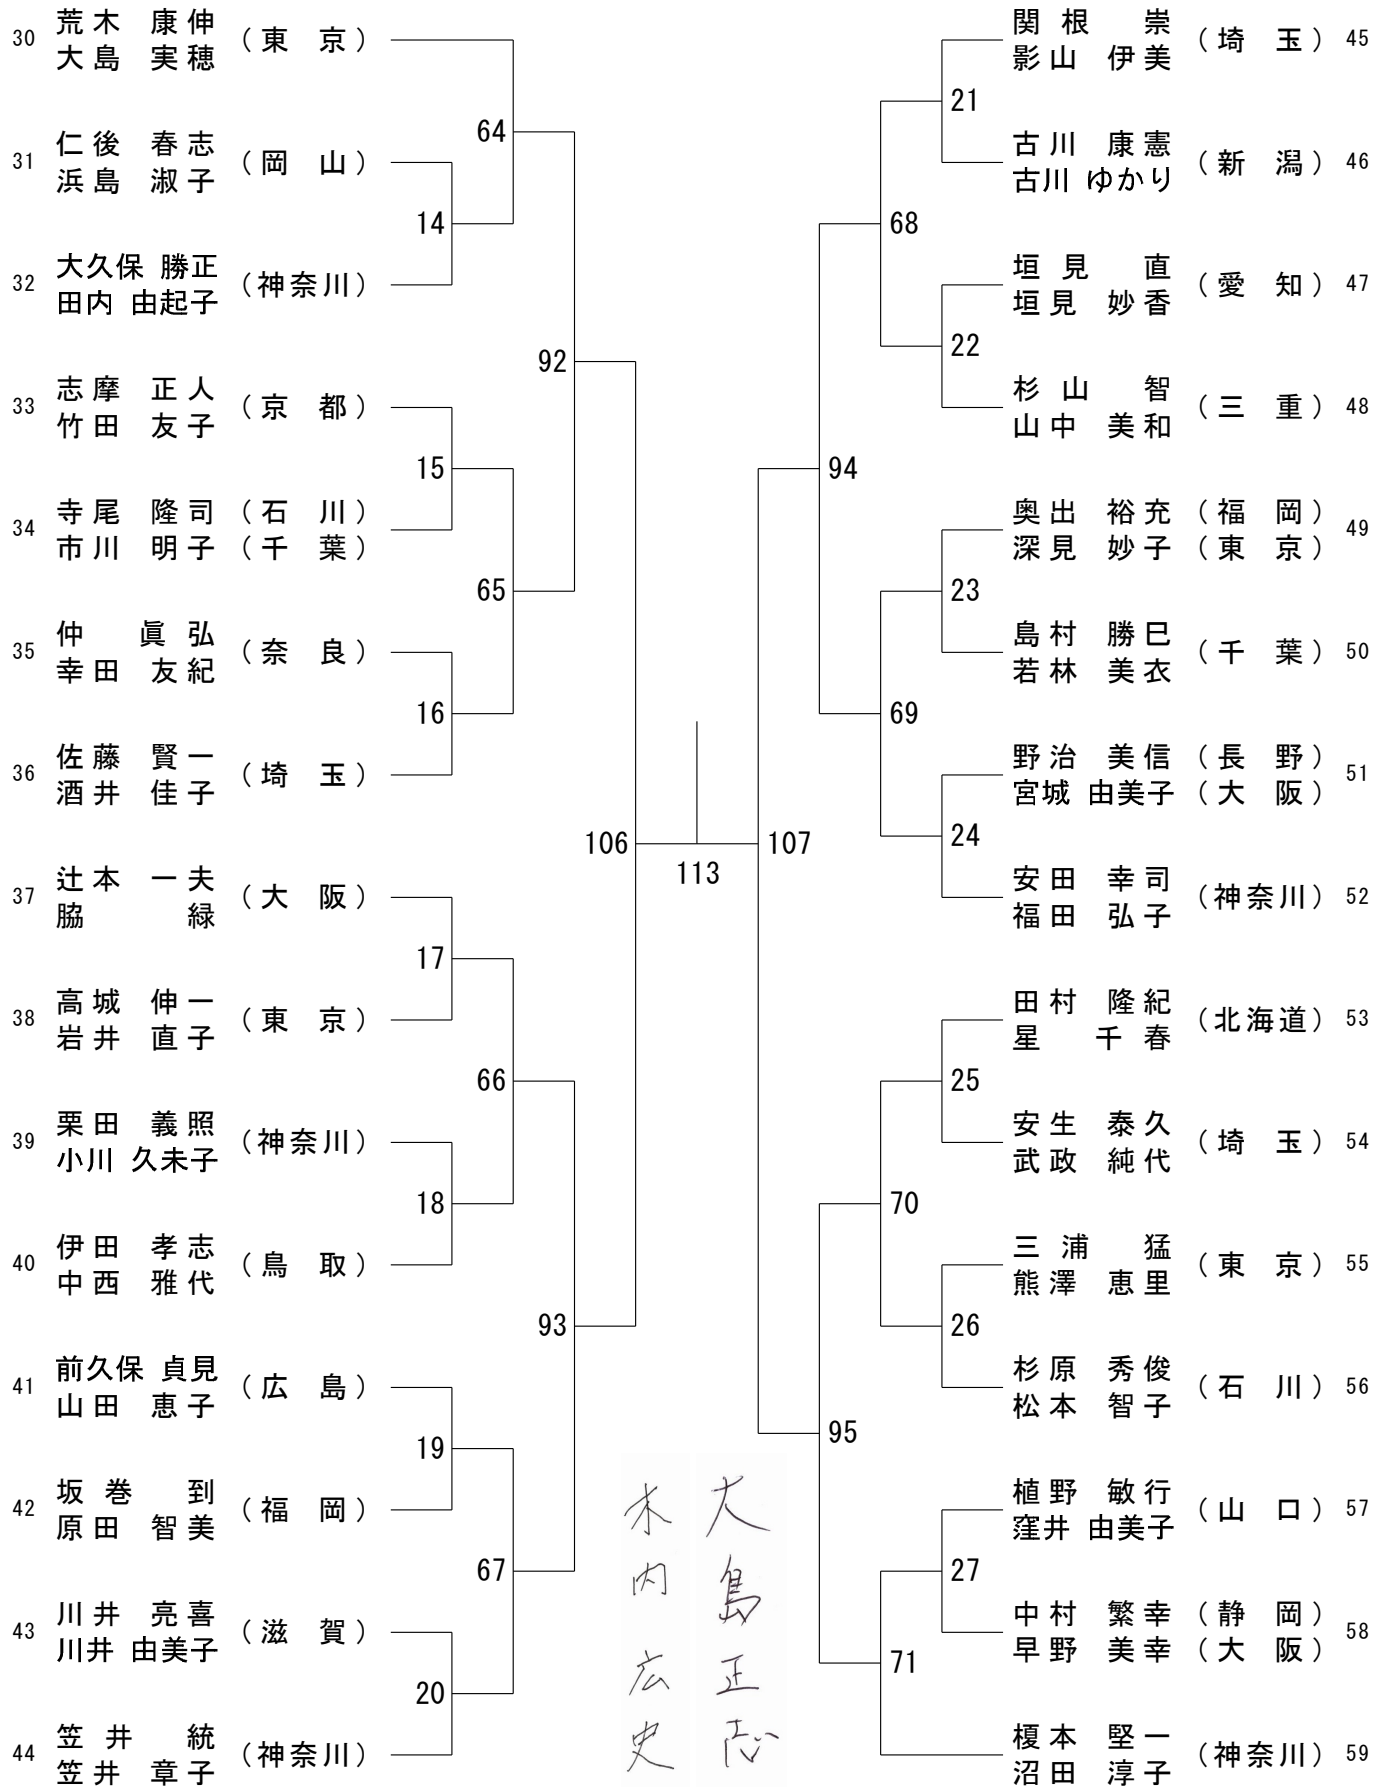 30 荒木 康伸 (東 京)
大島 実穂
31 仁後 春志 (岡 山)
浜島 淑子
32 大久保 勝正 (神奈川)
田内 由起子
33 志摩 正人 (京 都)
竹田 友子
34 寺尾 隆司 (石 川)
市川 明子 (千 葉)
35 仲 眞弘 (奈 良)
幸田 友紀
36 佐藤 賢一 (埼 玉)
酒井 佳子
37 辻本 一夫 (大 阪)
脇 緑
38 高城 伸一 (東 京)
岩井 直子
39 栗田 義照 (神奈川)
小川 久未子
40 伊田 孝志 (鳥 取)
中西 雅代
41 前久保 貞見 (広 島)
山田 恵子
42 坂巻 到 (福 岡)
原田 智美
43 川井 亮喜 (滋 賀)
川井 由美子
44 笠井 統 (神奈川)
笠井 章子
64
14
92
15
65
16
106
17
66
18
93
19
67
20
113
107
21
68
22
94
23
69
24
25
70
26
95
27
71
関根 崇 (埼 玉) 45
影山 伊美
古川 康憲 (新 潟) 46
古川 ゆかり
垣見 直 (愛 知) 47
垣見 妙香
杉山 智 (三 重) 48
山中 美和
奥出 裕充 (福 岡) 49
深見 妙子 (東 京)
島村 勝巳 (千 葉) 50
若林 美衣
野治 美信 (長 野) 51
宮城 由美子 (大 阪)
安田 幸司 (神奈川) 52
福田 弘子
田村 隆紀 (北海道) 53
星 千春
安生 泰久 (埼 玉) 54
武政 純代
三浦 猛 (東 京) 55
熊澤 恵里
杉原 秀俊 (石 川) 56
松本 智子
植野 敏行 (山 口) 57
窪井 由美子
中村 繁幸 (静 岡) 58
早野 美幸 (大 阪)
榎本 堅一 (神奈川) 59
沼田 淳子
大島正志
木内広史